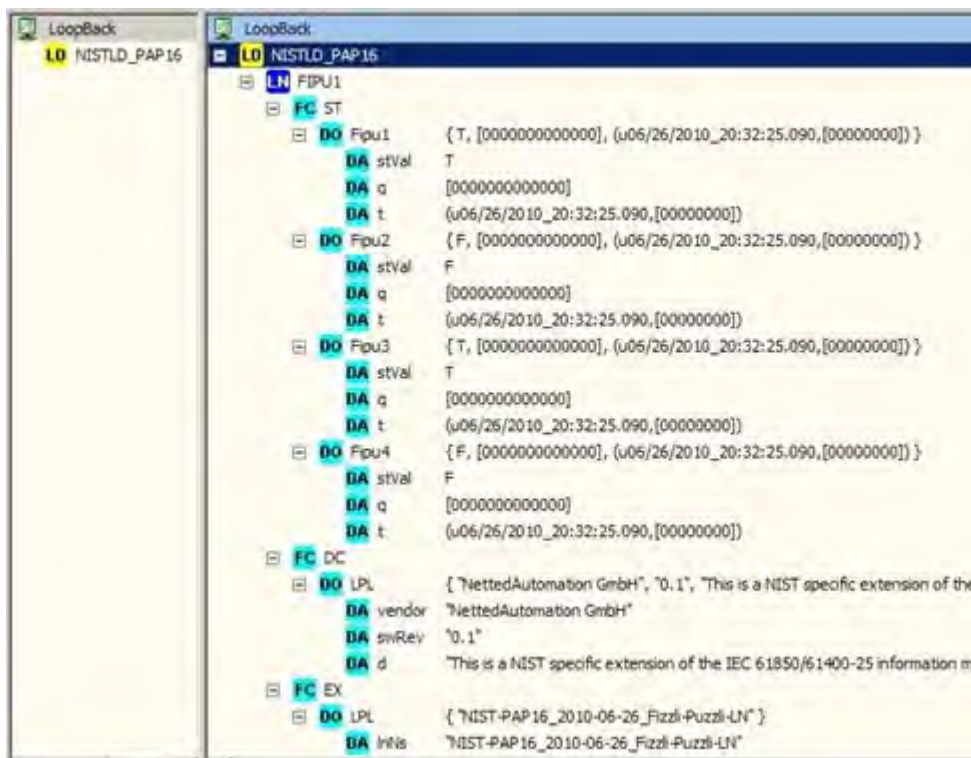 LoopBack
LD NISTLD_PAP16
LoopBack
LD NISTLD_PAP16
LN FIPU1
FC ST
DO Fipu1 { T, [0000000000000], (u06/26/2010_20:32:25.090,[00000000]) }
DA stVal T
DA q [0000000000000]
DA t (u06/26/2010_20:32:25.090,[00000000])
DO Fipu2 { F, [0000000000000], (u06/26/2010_20:32:25.090,[00000000]) }
DA stVal F
DA q [0000000000000]
DA t (u06/26/2010_20:32:25.090,[00000000])
DO Fipu3 { T, [0000000000000], (u06/26/2010_20:32:25.090,[00000000]) }
DA stVal T
DA q [0000000000000]
DA t (u06/26/2010_20:32:25.090,[00000000])
DO Fipu4 { F, [0000000000000], (u06/26/2010_20:32:25.090,[00000000]) }
DA stVal F
DA q [0000000000000]
DA t (u06/26/2010_20:32:25.090,[00000000])
FC DC
DO LPL { "NettedAutomation GmbH", "0.1", "This is a NIST specific extension of the
DA vendor "NettedAutomation GmbH"
DA swRev "0.1"
DA d "This is a NIST specific extension of the IEC 61850/61400-25 information m
FC EX
DO LPL { "NIST-PAP16_2010-06-26_Fizzli-Puzzli-LN" }
DA lnNs "NIST-PAP16_2010-06-26_Fizzli-Puzzli-LN"